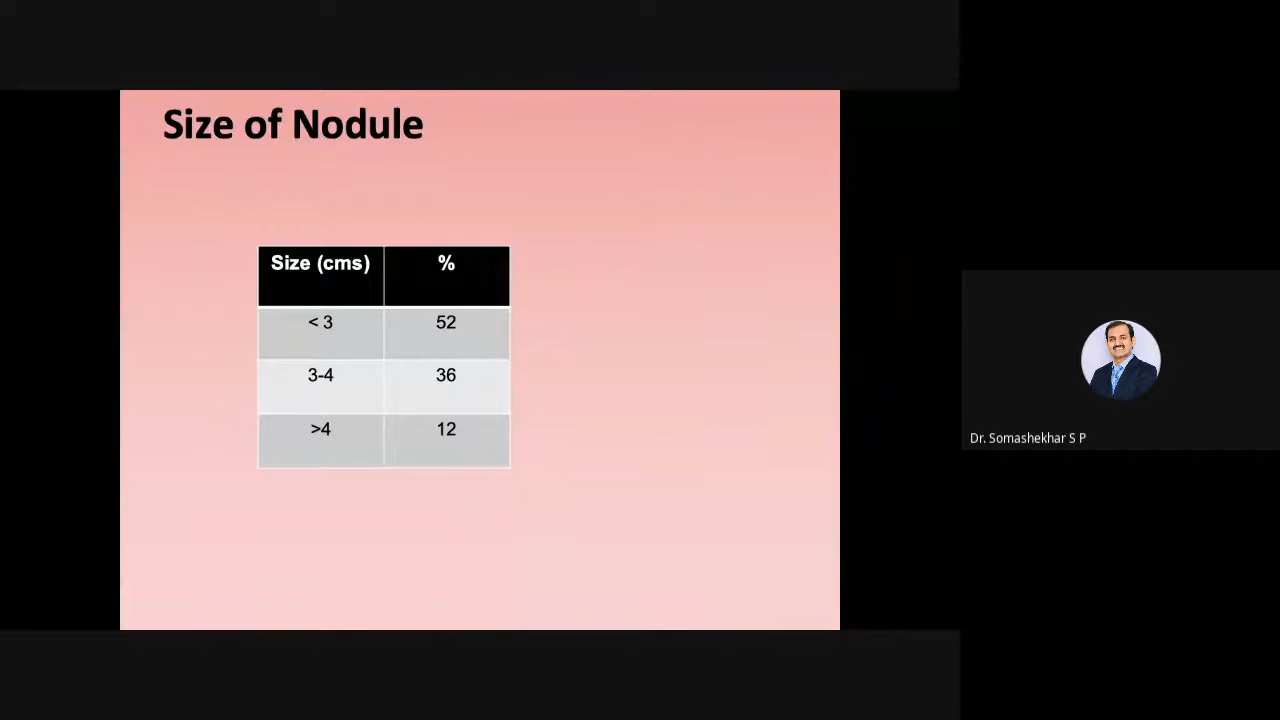 Size of Nodule
Size (cms) %
< 3 52
3-4 36
>4 12
Dr. Somashekhar S P